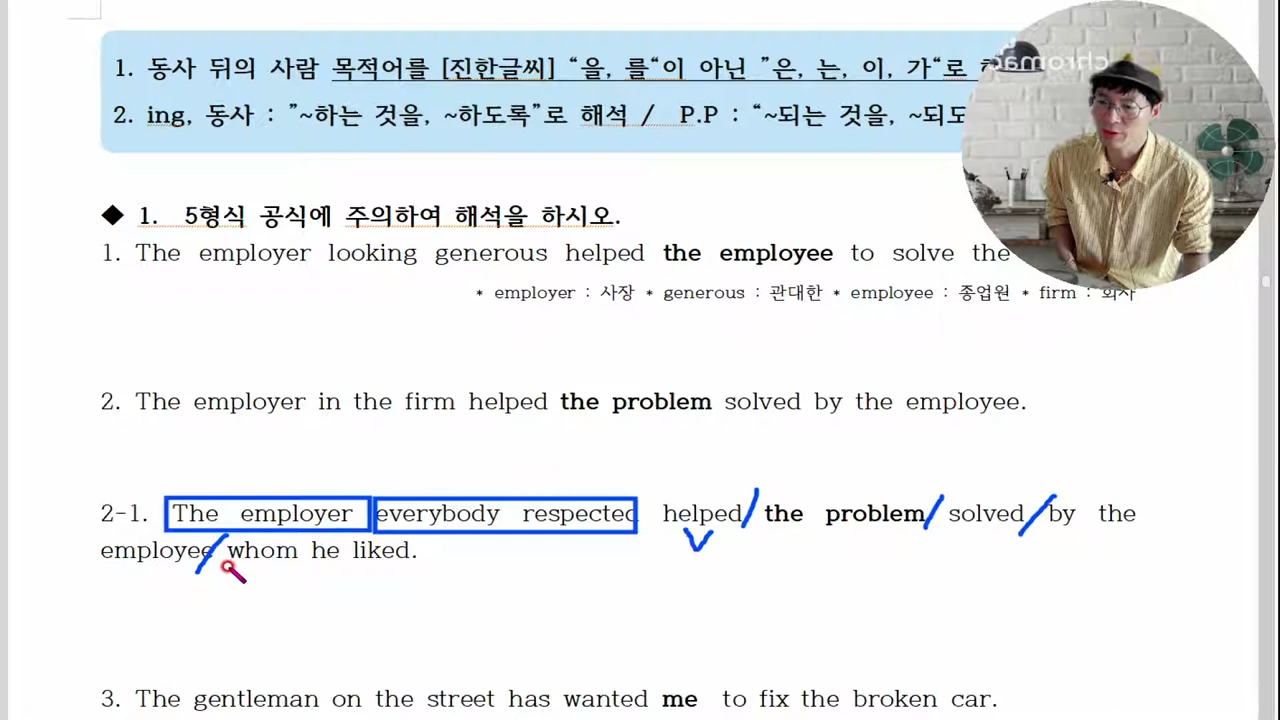 1. 동사 뒤의 사람 목적어를 [진한글씨] “을, 를“이 아닌 ”은, 는, 이, 가“로
2. ing, 동사 : ”~하는 것을, ~하도록”로 해석 / P.P : “~되는 것을,
chroma
◆ 1. 5형식 공식에 주의하여 해석을 하시오.
1. The employer looking generous helped the employee to solve the
* employer : 사장 * generous : 관대한 * employee : 종업원 * firm : 회사
2. The employer in the firm helped the problem solved by the employee.
2-1. The employer everybody respected helped the problem solved by the
employee whom he liked.
V
3. The gentleman on the street has wanted me to fix the broken car.